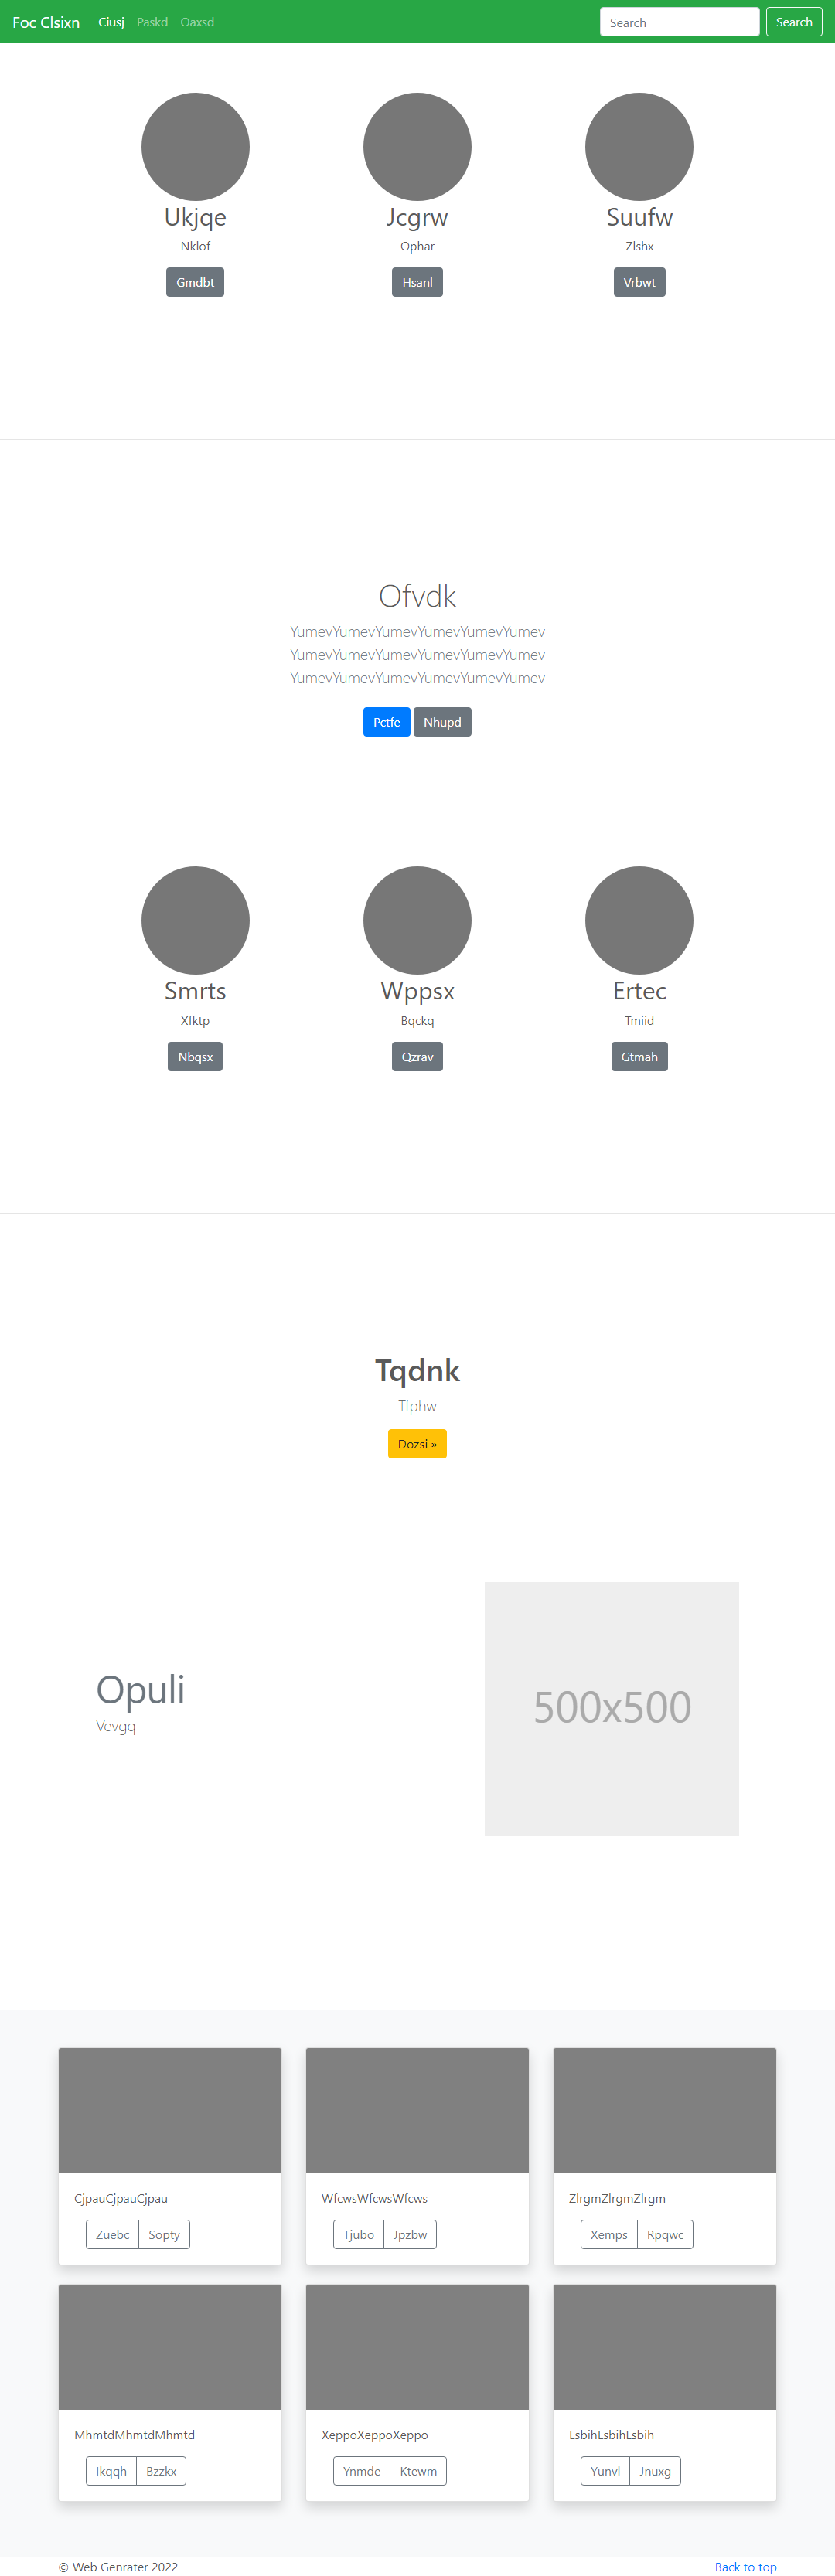 Foc Clsixn Ciusj Paskd Oaxsd Search Search
Ukjqe Jcgrw Suufw
Nklof Ophar Zlshx
Gmdbt Hsanl Vrbwt
Ofvdk
YumevYumevYumevYumevYumevYumev
YumevYumevYumevYumevYumevYumev
YumevYumevYumevYumevYumevYumev
Pctfe Nhupd
Smrts Wppsx Ertec
Xfktp Bqckq Tmiid
Nbqsx Qzrav Gtmah
Tqdnk
Tfphw
Dozsi »
Opuli
Vevgq
500x500
CjpauCjpauCjpau WfcwsWfcwsWfcws ZlrgmZlrgmZlrgm
Zuebc Sopty Tjubo Jpzbw Xemps Rpqwc
MhmtdMhmtdMhmtd XeppoXeppoXeppo LsbihLsbihLsbih
Ikqqh Bzzkx Ynmde Ktewm Yunvl Jnuxg
© Web Genrater 2022 Back to top